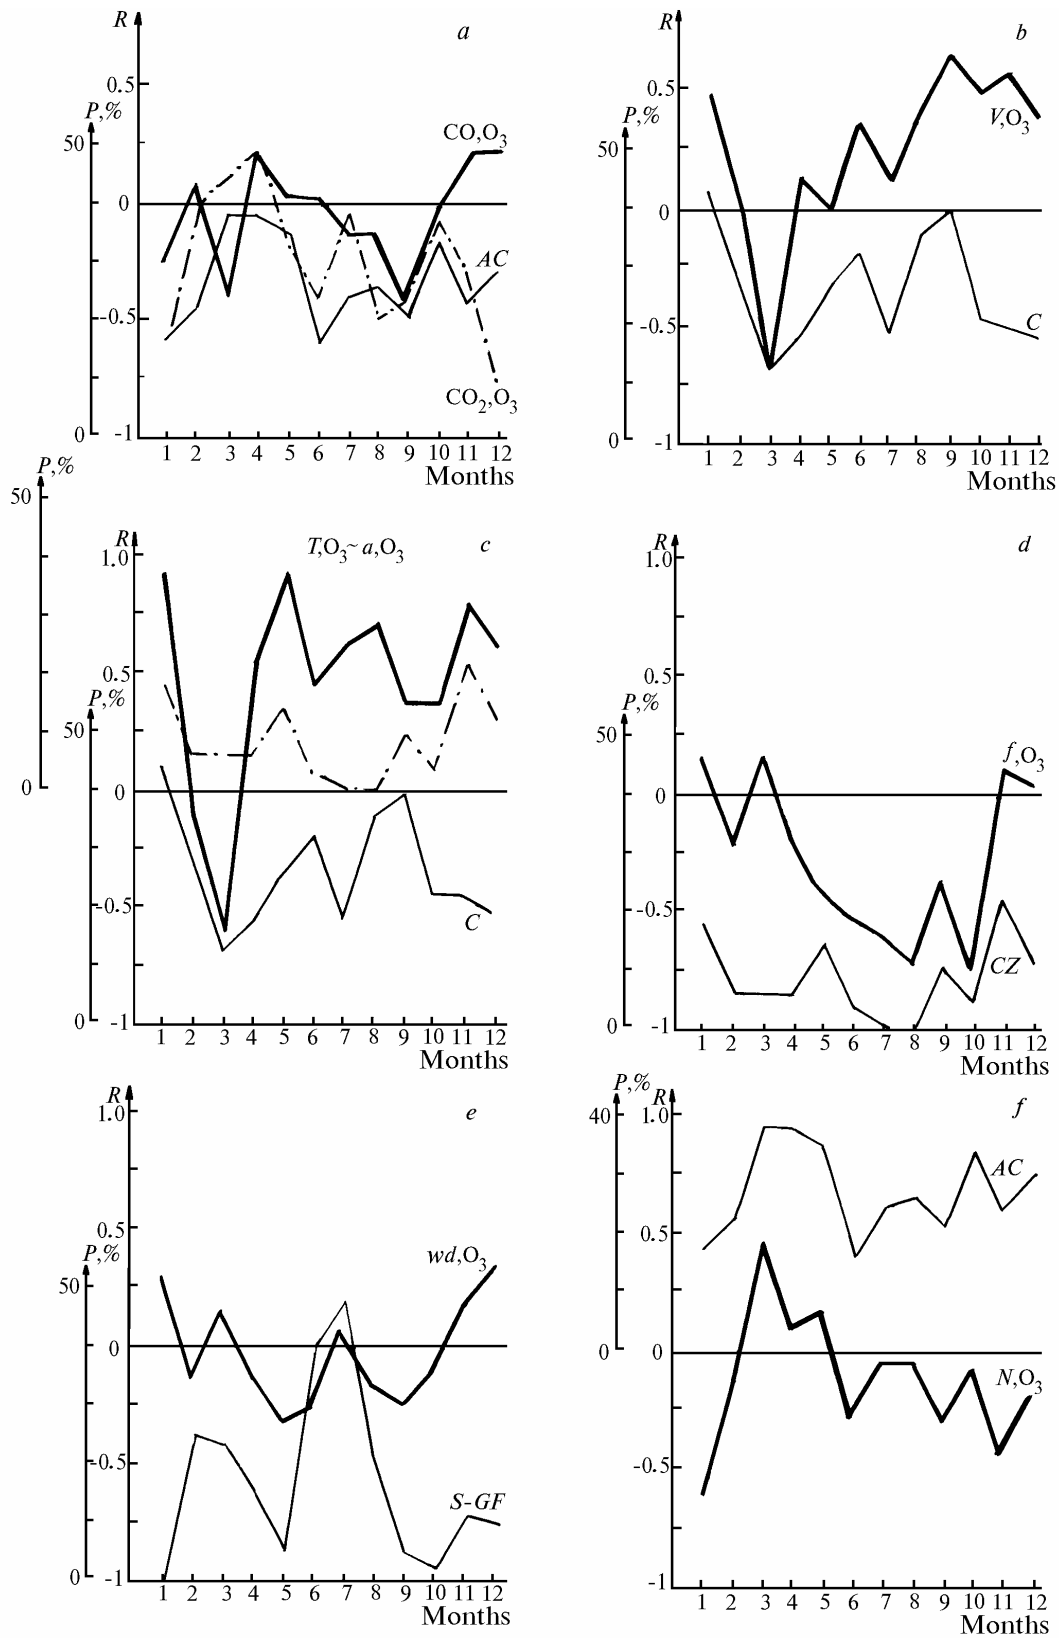 R a
0.5
P,%
50
CO,O3
0
AC
-0.5
CO2,O3
0 -1
1 2 3 4 5 6 7 8 9 10 11 12
Months
R b
0.5
P,%
50
V,O3
0
-0.5
C
0 -1
1 2 3 4 5 6 7 8 9 10 11 12
Months
P,%
50
0
R T,O3~ a,O3 c
1.0
0.5
P,%
50
0
-0.5
C
0 -1
1 2 3 4 5 6 7 8 9 10 11 12
Months
R d
1.0
0.5
P,%
50
f,O3
0
-0.5
CZ
0 -1
1 2 3 4 5 6 7 8 9 10 11 12
Months
R e
1.0
0.5
P,%
wd,O3
50
0
-0.5
S-GF
0 -1
1 2 3 4 5 6 7 8 9 10 11 12
Months
P,% R f
40 1.0
AC
0.5
0 0
N,O3
-0.5
-1
1 2 3 4 5 6 7 8 9 10 11 12
Months